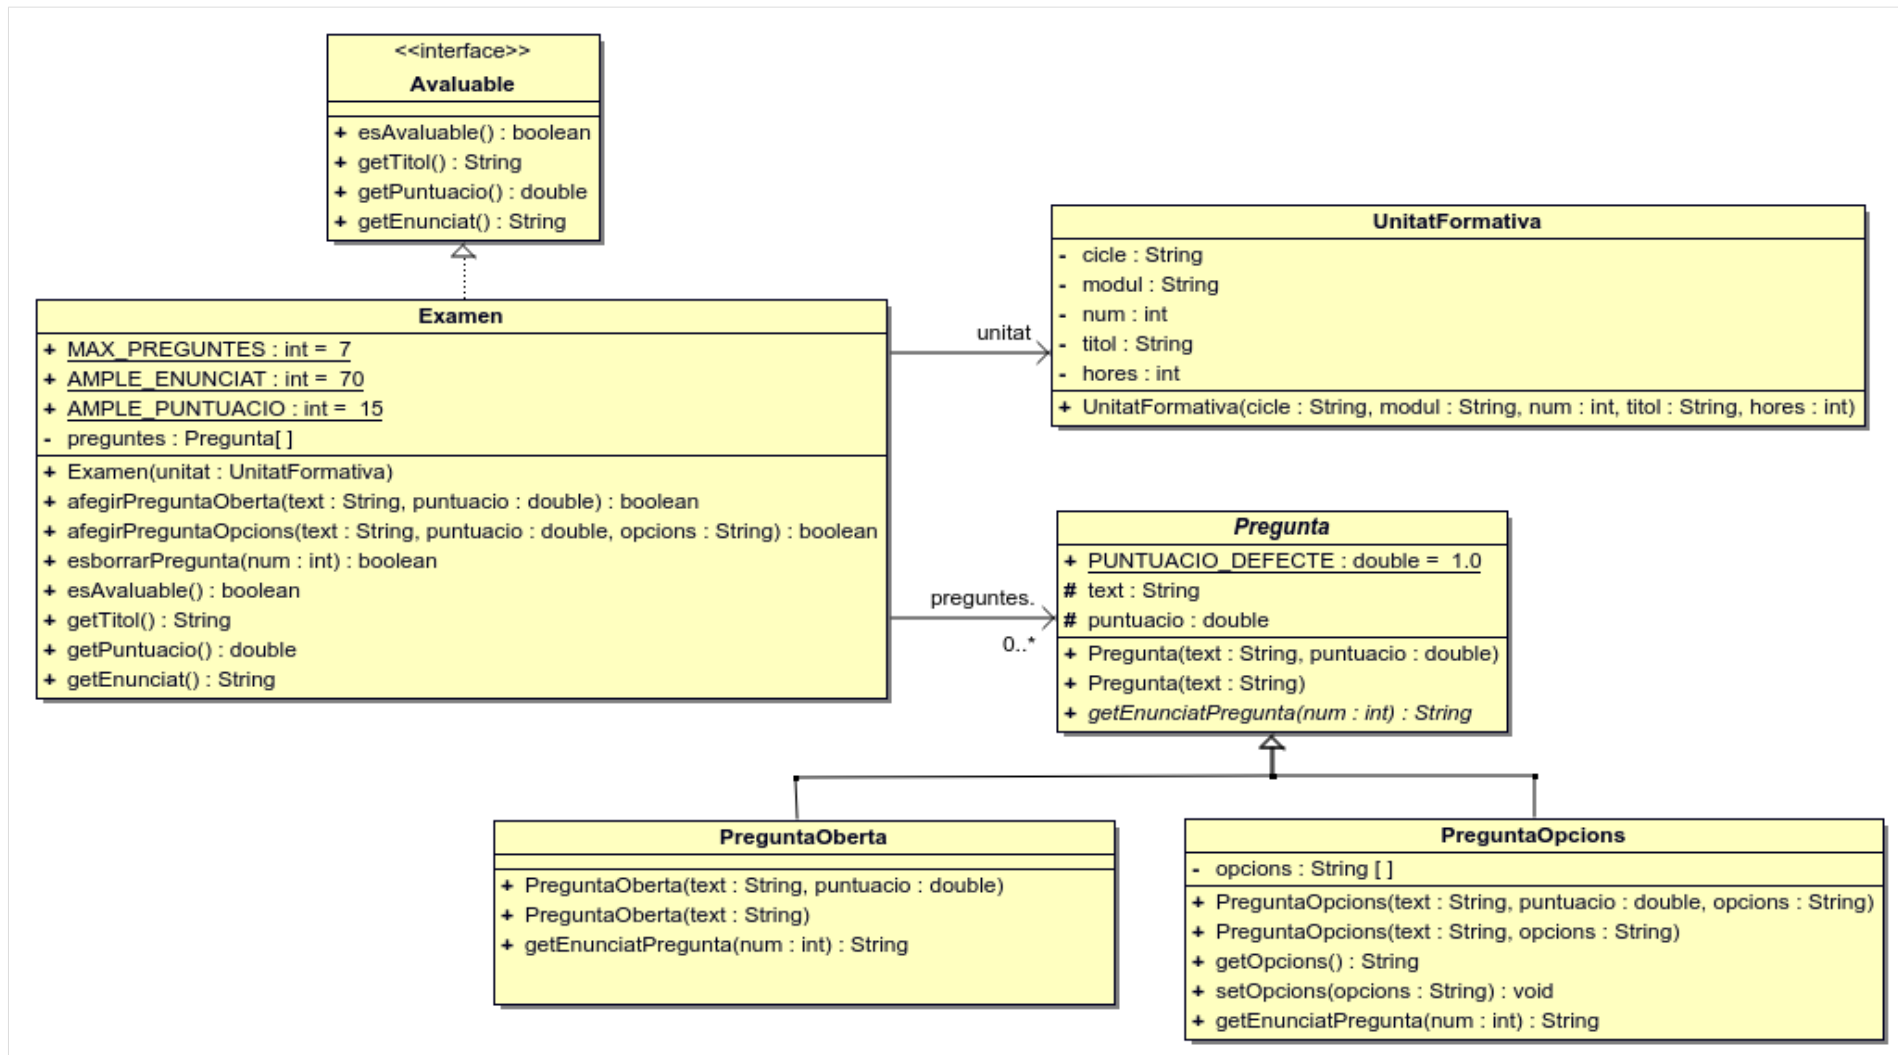 <<interface>>
Avaluable
+ esAvaluable() : boolean
+ getTitol() : String
+ getPuntuacio() : double
+ getEnunciat() : String
UnitatFormativa
- cicle : String
- modul : String
- num : int
- titol : String
- hores : int
+ UnitatFormativa(cicle : String, modul : String, num : int, titol : String, hores : int)
Examen
+ MAX_PREGUNTES : int = 7
+ AMPLE_ENUNCIAT : int = 70
+ AMPLE_PUNTUACIO : int = 15
- preguntes : Pregunta[ ]
+ Examen(unitat : UnitatFormativa)
+ afegirPreguntaOberta(text : String, puntuacio : double) : boolean
+ afegirPreguntaOpcions(text : String, puntuacio : double, opcions : String) : boolean
+ esborrarPregunta(num : int) : boolean
+ esAvaluable() : boolean
+ getTitol() : String
+ getPuntuacio() : double
+ getEnunciat() : String
unitat
preguntes.
0..*
Pregunta
+ PUNTUACIO_DEFECTE : double = 1.0
# text : String
# puntuacio : double
+ Pregunta(text : String, puntuacio : double)
+ Pregunta(text : String)
+ getEnunciatPregunta(num : int) : String
PreguntaOberta
+ PreguntaOberta(text : String, puntuacio : double)
+ PreguntaOberta(text : String)
+ getEnunciatPregunta(num : int) : String
PreguntaOpcions
- opcions : String [ ]
+ PreguntaOpcions(text : String, puntuacio : double, opcions : String)
+ PreguntaOpcions(text : String, opcions : String)
+ getOpcions() : String
+ setOpcions(opcions : String) : void
+ getEnunciatPregunta(num : int) : String